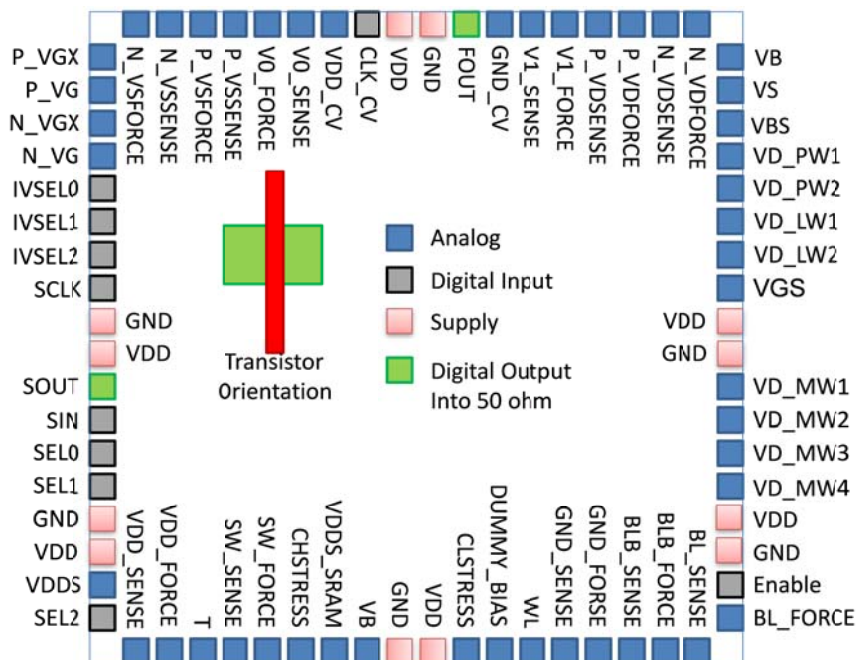 P_VGX
P_VG
N_VGX
N_VG
IVSEL0
IVSEL1
IVSEL2
SCLK
GND
VDD
SOUT
SIN
SEL0
SEL1
GND
VDD
VDDS
SEL2
N_VSFORCE
N_VSSENSE
P_VSFORCE
P_VSSENSE
V0_FORCE
V0_SENSE
VDD_CV
CLK_CV
VDD
GND
FOUT
GND_CV
V1_SENSE
V1_FORCE
P_VDSENSE
P_VDFORCE
N_VDSENSE
N_VDFORCE
Transistor
Orientation
Analog
Digital Input
Supply
Digital Output
Into 50 ohm
VB
VS
VBS
VD_PW1
VD_PW2
VD_LW1
VD_LW2
VGS
VDD
GND
VD_MW1
VD_MW2
VD_MW3
VD_MW4
VDD
GND
Enable
BL_FORCE
VDD_SENSE
VDD_FORCE
T
SW_SENSE
SW_FORCE
CHSTRESS
VDDS_SRAM
VB
GND
VDD
CLSTRESS
DUMMY_BIAS
WL
GND_SENSE
GND_FORSE
BLB_SENSE
BLB_FORCE
BL_SENSE